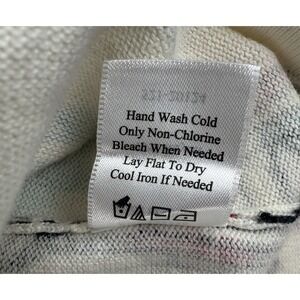 Hand Wash Cold
Only Non-Chlorine
Bleach When Needed
Lay Flat To Dry
Cool Iron If Needed